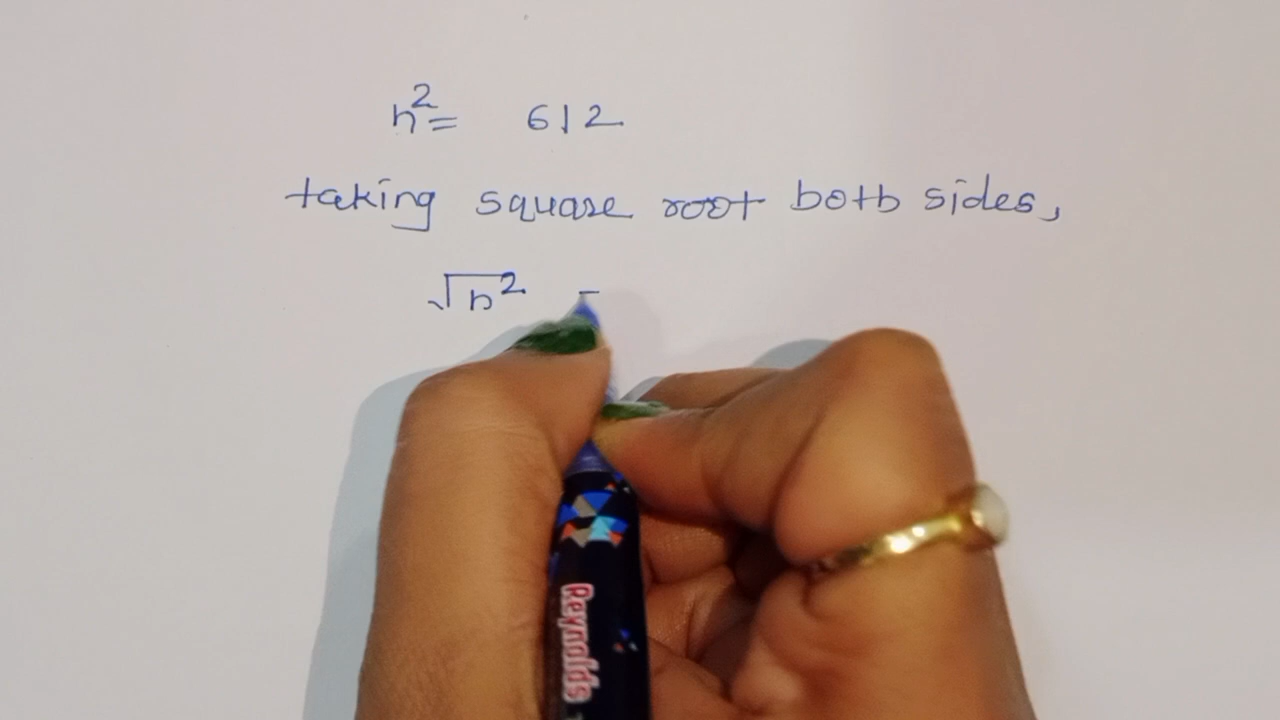 n²= 612
taking square root both sides,
√n² =
Reynolds